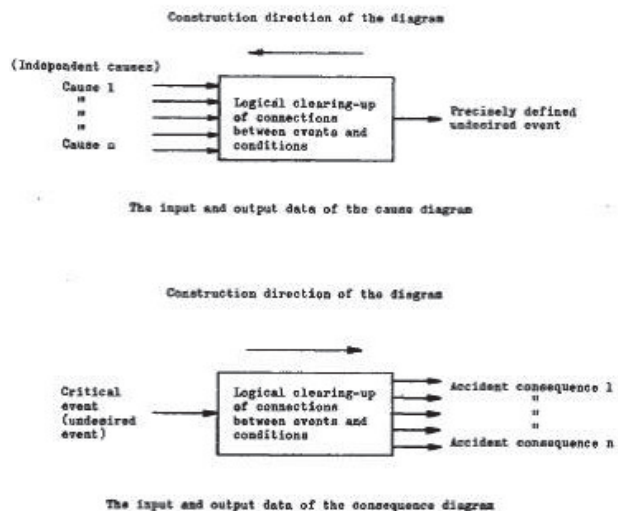 Construction direction of the diagram
(Independent causes)
Cause 1
"
"
"
Cause n
Logical clearing-up
of connections
between events and
conditions
Precisely defined
undesired event
The input and output data of the cause diagram
Construction direction of the diagram
Critical
event
(undesired
event)
Logical clearing-up
of connections
between events and
conditions
Accident consequence 1
"
"
"
Accident consequence n
The input and output data of the consequence diagram